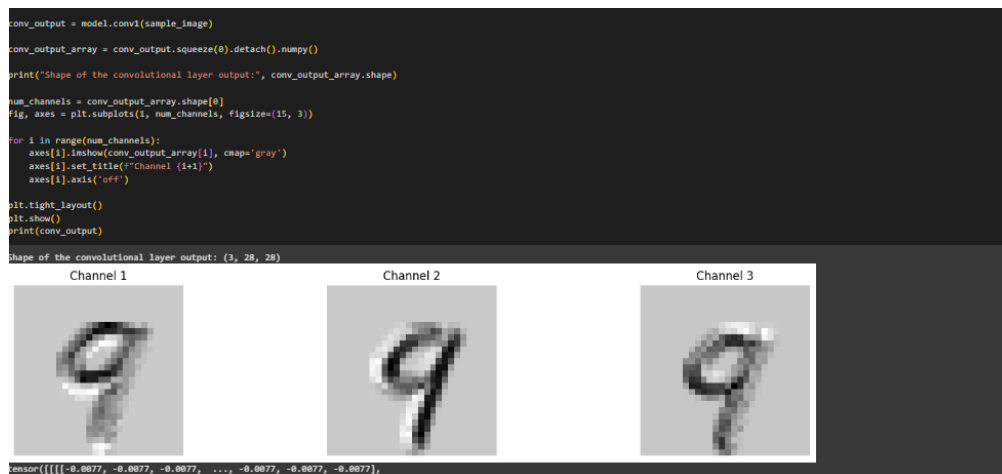 conv_output = model.conv1(sample_image)
conv_output_array = conv_output.squeeze(0).detach().numpy()
print("Shape of the convolutional layer output:", conv_output_array.shape)
num_channels = conv_output_array.shape[0]
fig, axes = plt.subplots(1, num_channels, figsize=(15, 3))
for i in range(num_channels):
    axes[i].imshow(conv_output_array[i], cmap='gray')
    axes[i].set_title(f"Channel {i+1}")
    axes[i].axis('off')
plt.tight_layout()
plt.show()
print(conv_output)
Shape of the convolutional layer output: (3, 28, 28)
Channel 1 Channel 2 Channel 3
tensor([[[[-0.0077, -0.0077, -0.0077, ..., -0.0077, -0.0077, -0.0077],